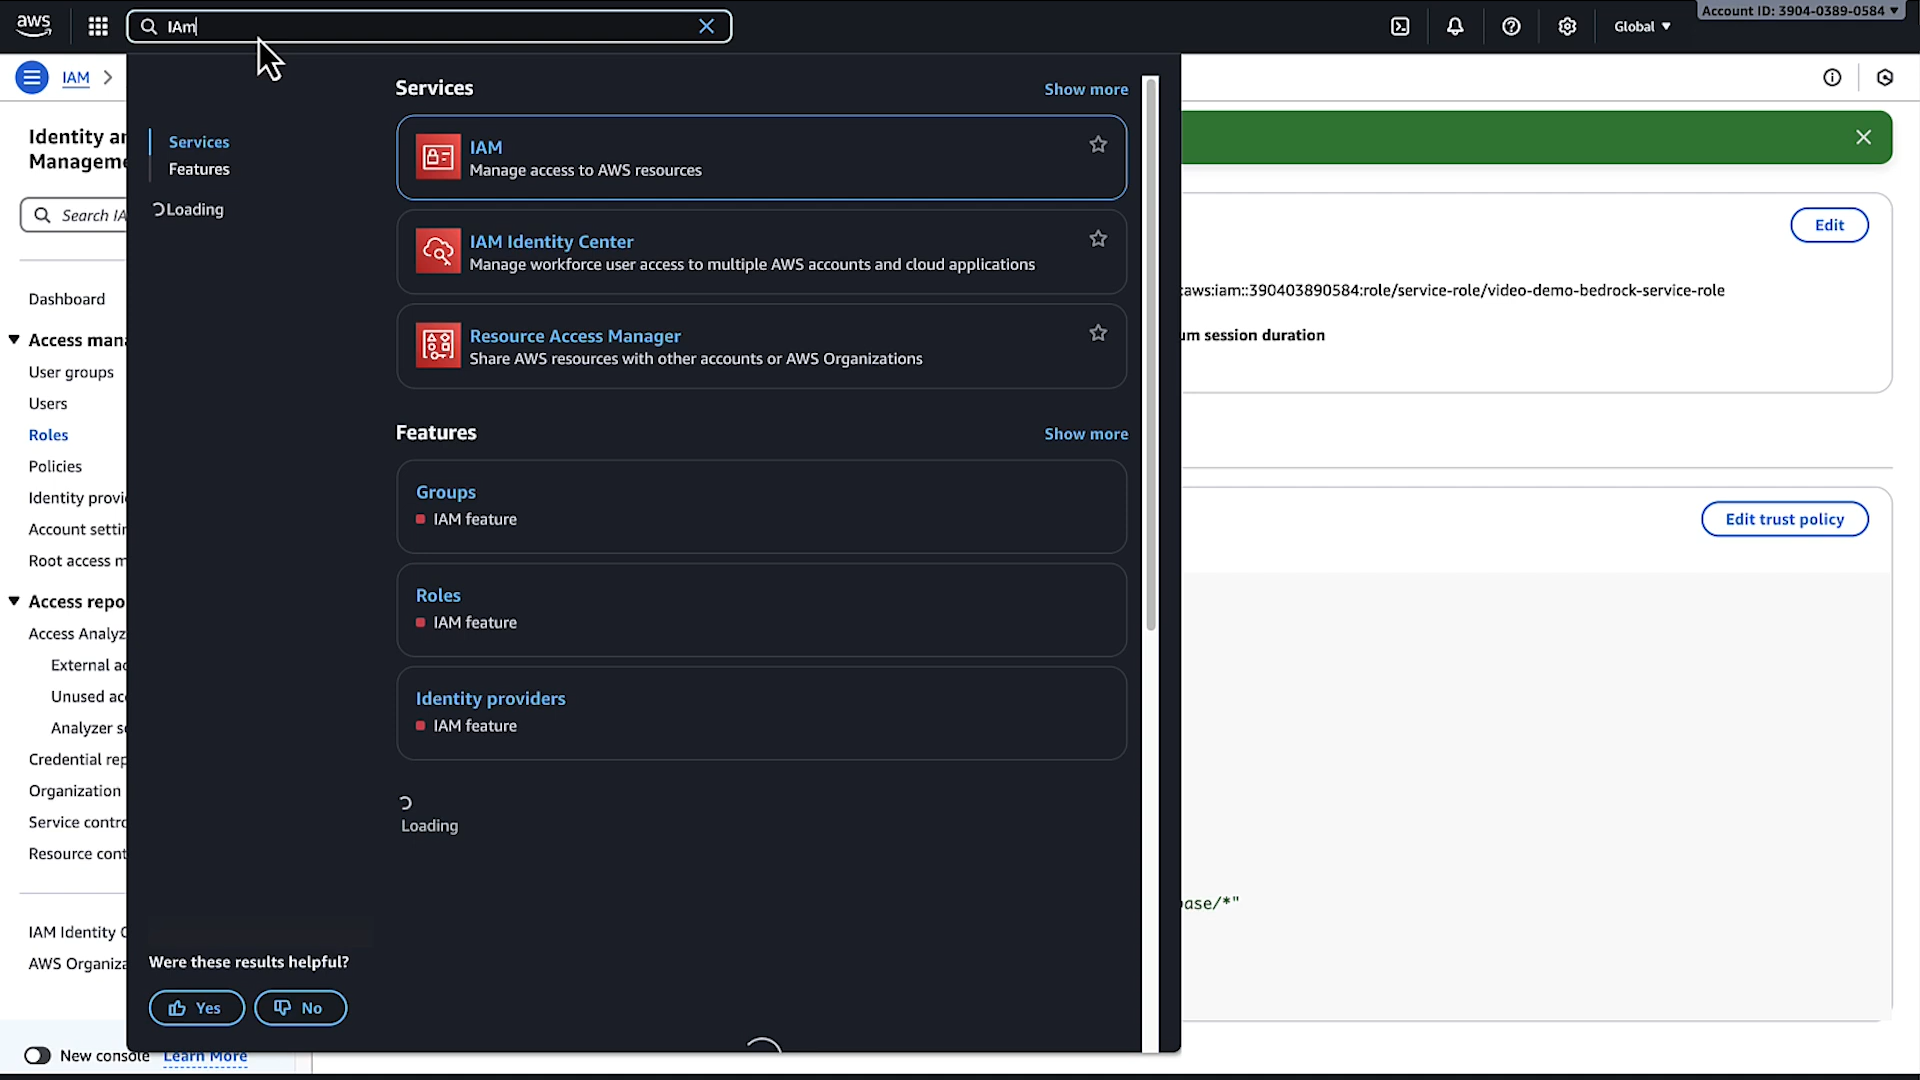 aws
IAm
Global ▼
Account ID: 3904-0389-0584 ▼
IAM
Services
Show more
Identity ar
Manageme
Services
Features
Loading
IAM
Manage access to AWS resources
Search IA
IAM Identity Center
Manage workforce user access to multiple AWS accounts and cloud applications
Edit
:aws:iam::390403890584:role/service-role/video-demo-bedrock-service-role
um session duration
Resource Access Manager
Share AWS resources with other accounts or AWS Organizations
Dashboard
Access mana
User groups
Users
Roles
Policies
Identity provi
Account settin
Root access m
Features
Show more
Groups
IAM feature
Edit trust policy
Roles
IAM feature
Access repo
Access Analyz
External ac
Unused acc
Analyzer se
Credential rep
Organization
Service contro
Resource cont
Identity providers
IAM feature
Loading
ase/*"
IAM Identity C
AWS Organiza
Were these results helpful?
Yes
No
New console
Learn More